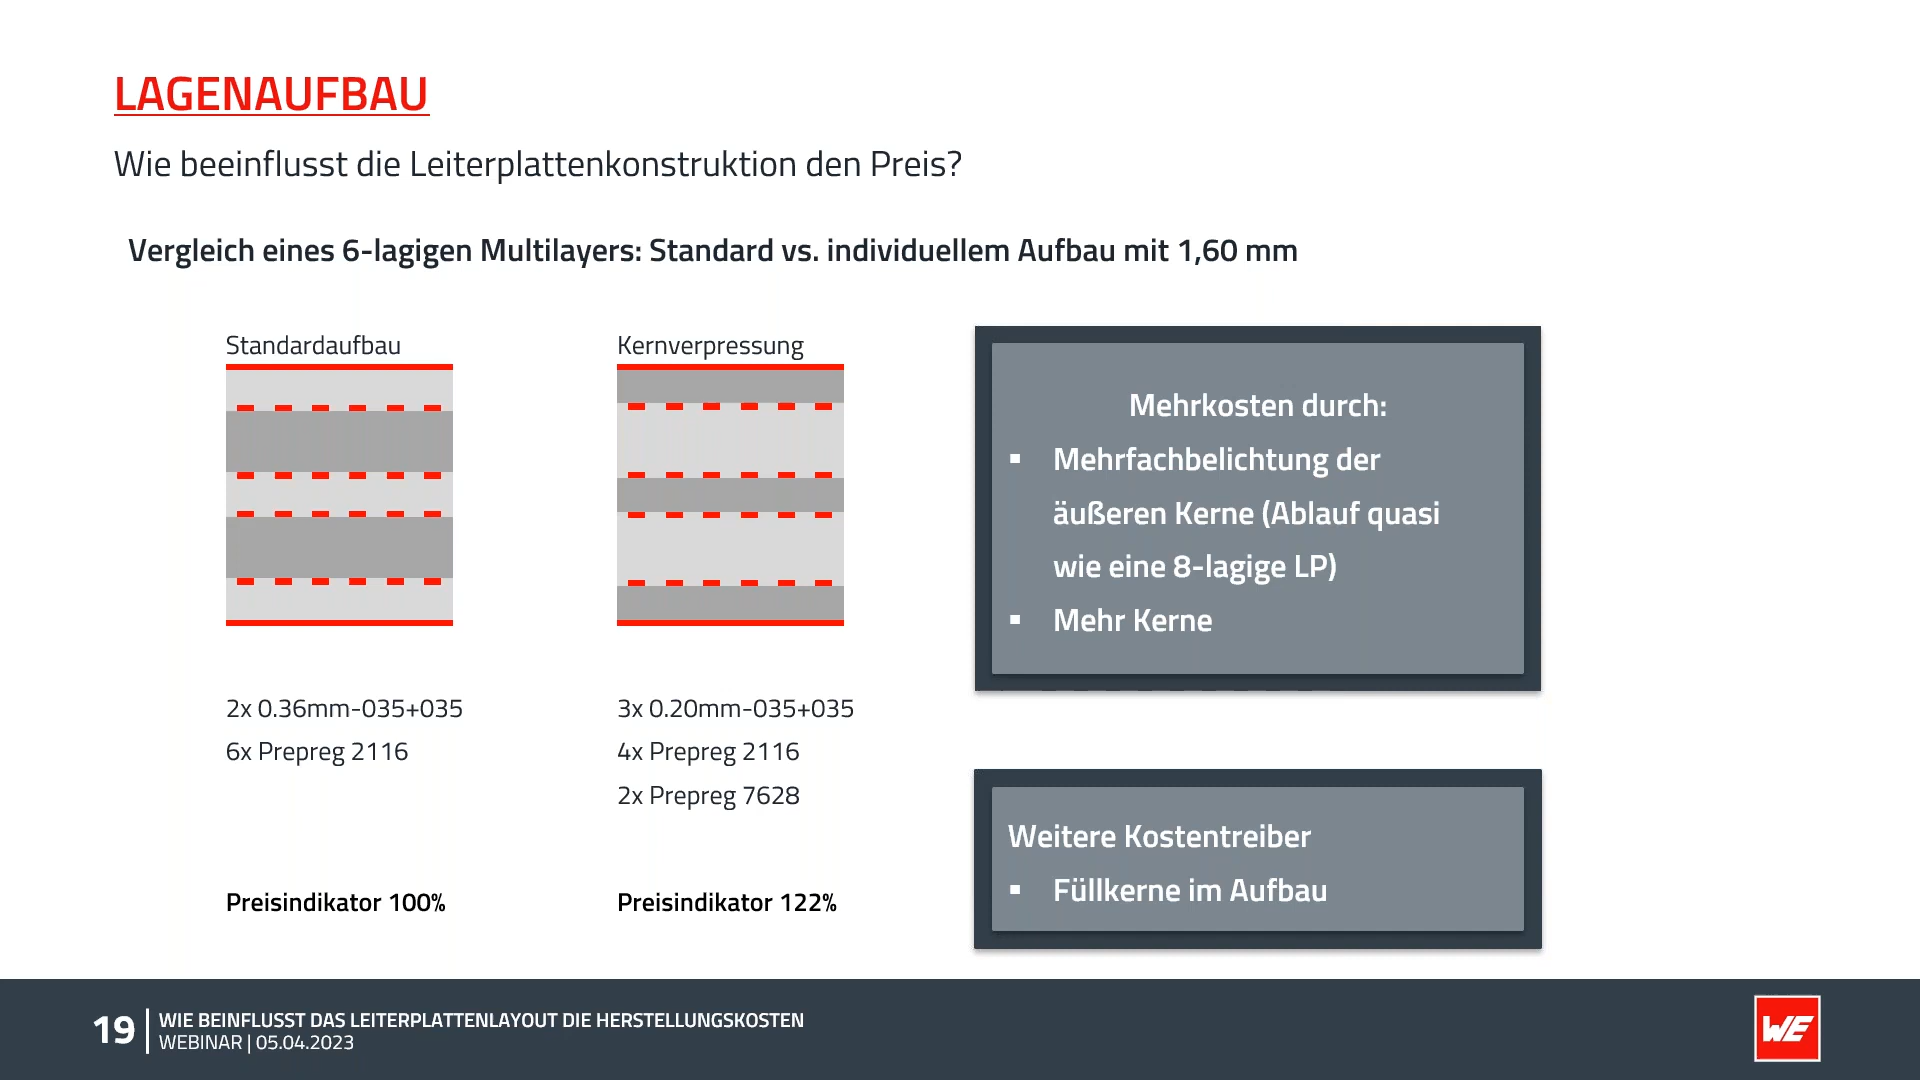 LAGENAUFBAU
Wie beeinflusst die Leiterplattenkonstruktion den Preis?
Vergleich eines 6-lagigen Multilayers: Standard vs. individuellem Aufbau mit 1,60 mm
Standardaufbau
2x 0.36mm-035+035
6x Prepreg 2116
Preisindikator 100%
Kernverpressung
3x 0.20mm-035+035
4x Prepreg 2116
2x Prepreg 7628
Preisindikator 122%
Mehrkosten durch:
▪ Mehrfachbelichtung der
äußeren Kerne (Ablauf quasi
wie eine 8-lagige LP)
▪ Mehr Kerne
Weitere Kostentreiber
▪ Füllkerne im Aufbau
19
WIE BEINFLUSST DAS LEITERPLATTENLAYOUT DIE HERSTELLUNGSKOSTEN
WEBINAR | 05.04.2023
WE